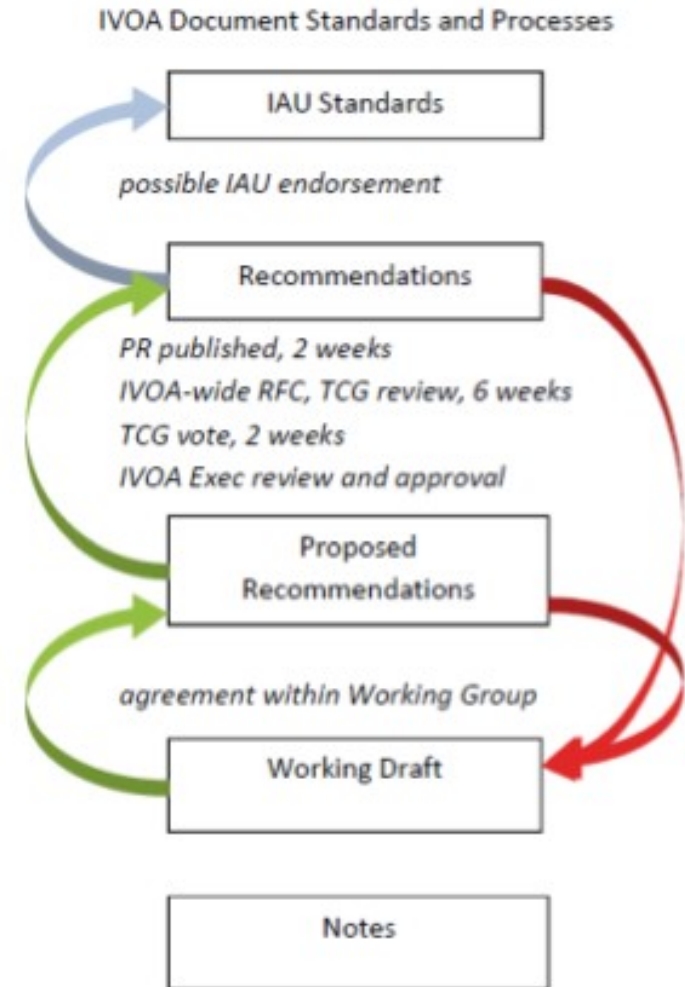 IVOA Document Standards and Processes
IAU Standards
possible IAU endorsement
Recommendations
PR published, 2 weeks
IVOA-wide RFC, TCG review, 6 weeks
TCG vote, 2 weeks
IVOA Exec review and approval
Proposed
Recommendations
agreement within Working Group
Working Draft
Notes